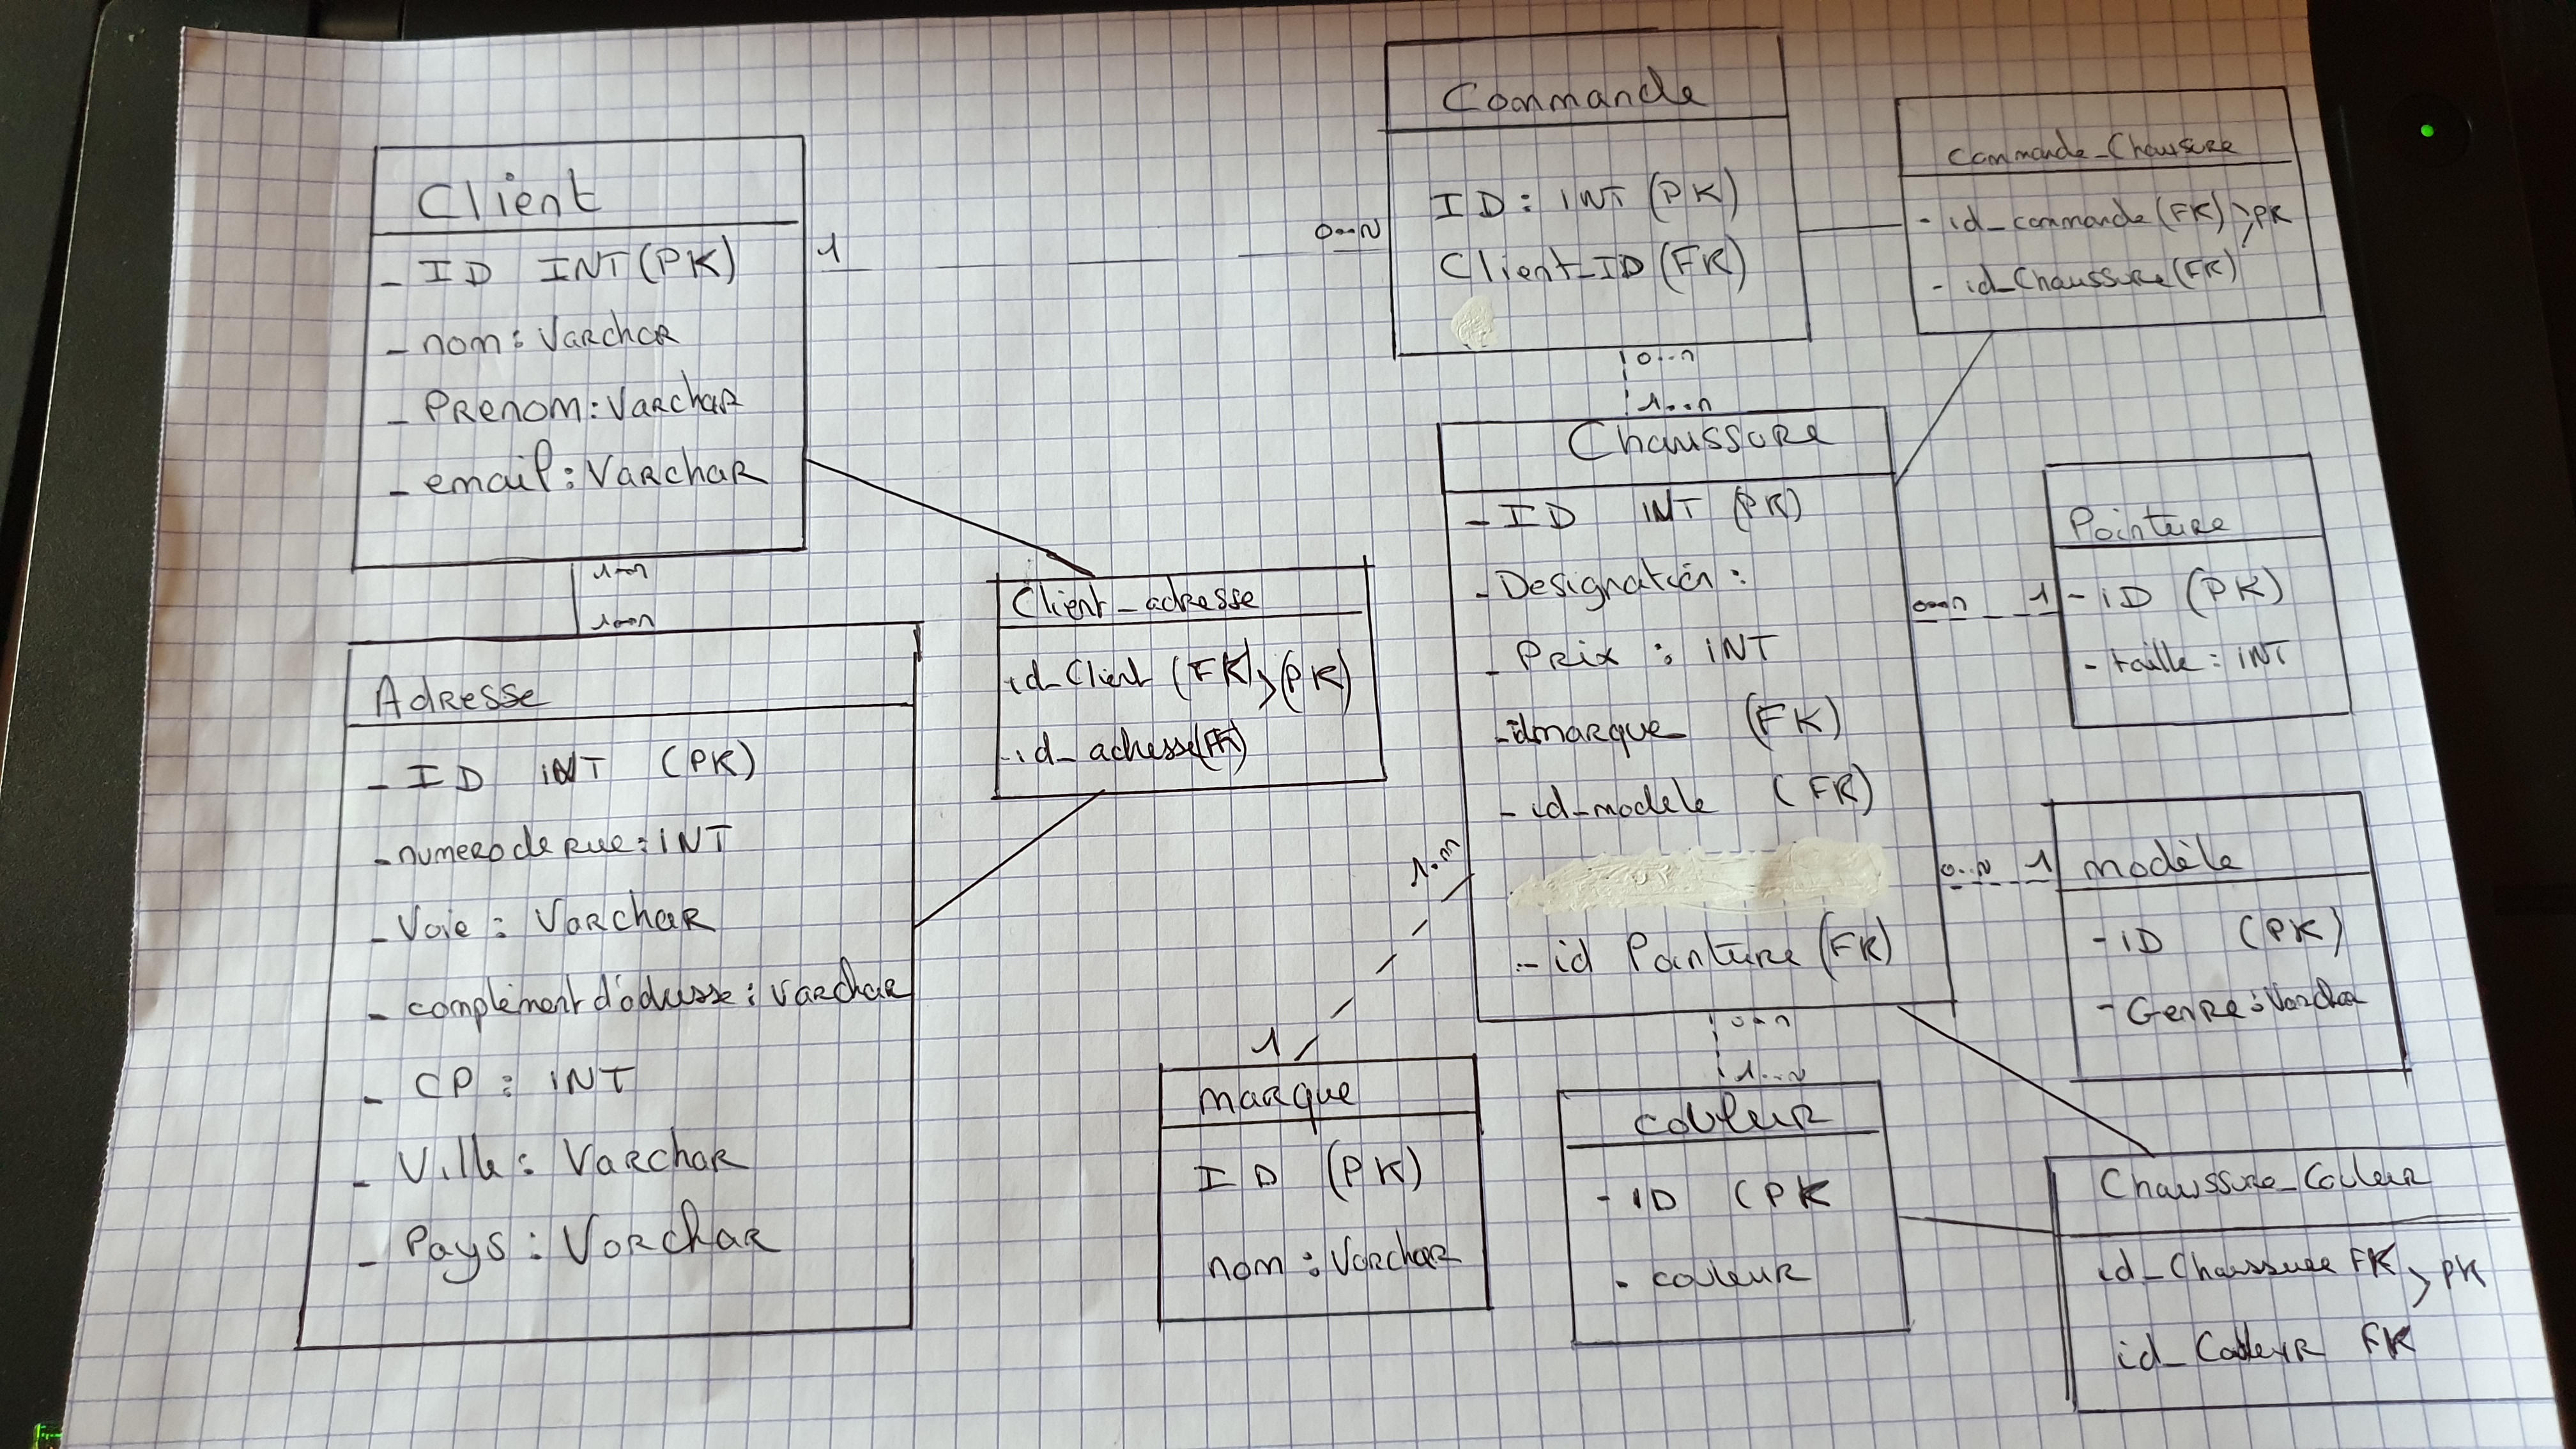 Client
- ID INT (PK)
- nom : Varchar
- Prenom : Varchar
- email : Varchar
1
0..N
Commande
ID : INT (PK)
Client_ID (FK)
Commande_Chaussure
- id_commande (FK) > PK
- id_Chaussure (FK)
0..n
1..n
Chaussure
- ID INT (PK)
- Designation :
- Prix : INT
- idmarque (FK)
- id_modele (FK)
- id Pointure (FK)
0..n 1
Pointure
- iD (PK)
- taille : INT
0..N 1
modèle
- iD (PK)
- Genre : Varchar
1..n
1..n
Adresse
- ID INT (PK)
- numero de rue : INT
- Voie : Varchar
- complement d'adresse : Varchar
- CP : INT
- Ville : Varchar
- Pays : Varchar
Client_adresse
id_Client (FK) > (PK)
- id_adresse (FK)
1..n
1
marque
ID (PK)
nom : Varchar
0..n
1..N
couleur
- ID (PK
- couleur
Chaussure_Couleur
id_Chaussure FK > PK
id_Couleur FK